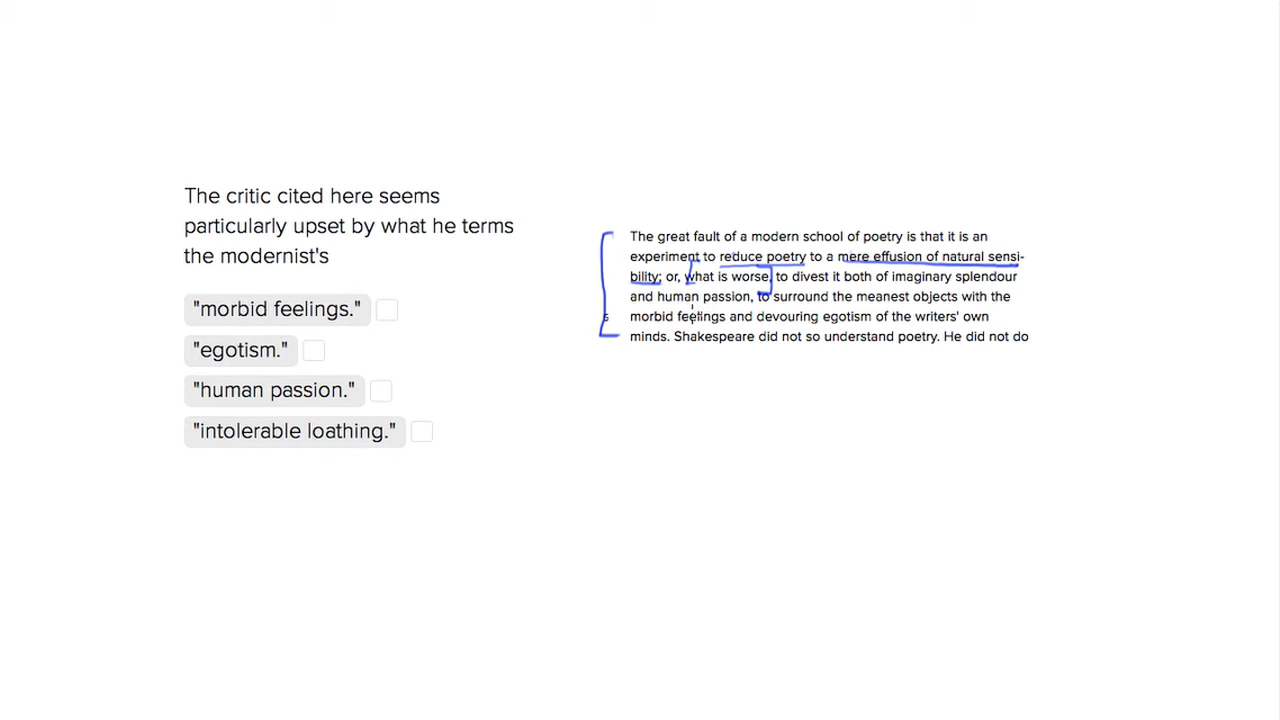 The critic cited here seems
particularly upset by what he terms
the modernist's
"morbid feelings."
"egotism."
"human passion."
"intolerable loathing."
The great fault of a modern school of poetry is that it is an
experiment to reduce poetry to a mere effusion of natural sensi-
bility; or, what is worse, to divest it both of imaginary splendour
and human passion, to surround the meanest objects with the
5 morbid feelings and devouring egotism of the writers' own
minds. Shakespeare did not so understand poetry. He did not do